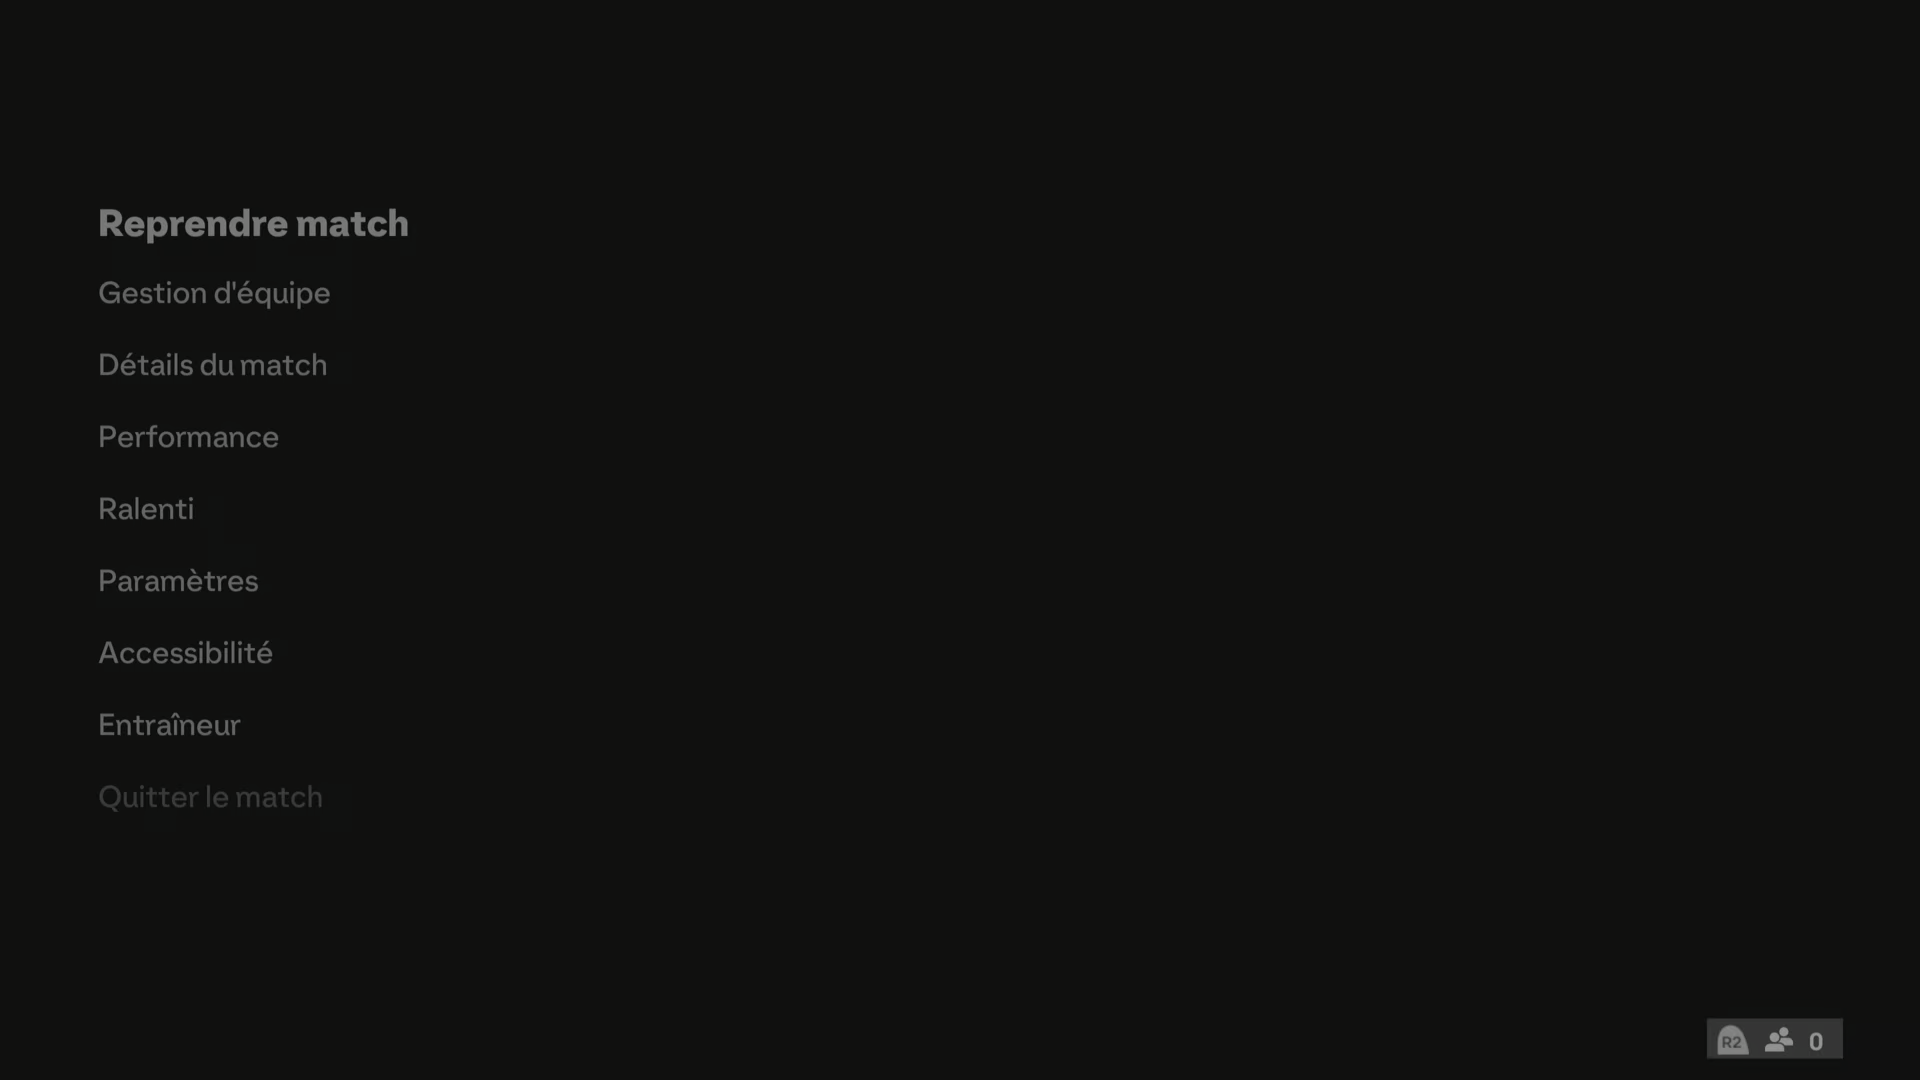 Reprendre match
Gestion d'équipe
Détails du match
Performance
Ralenti
Paramètres
Accessibilité
Entraîneur
Quitter le match
R2 0